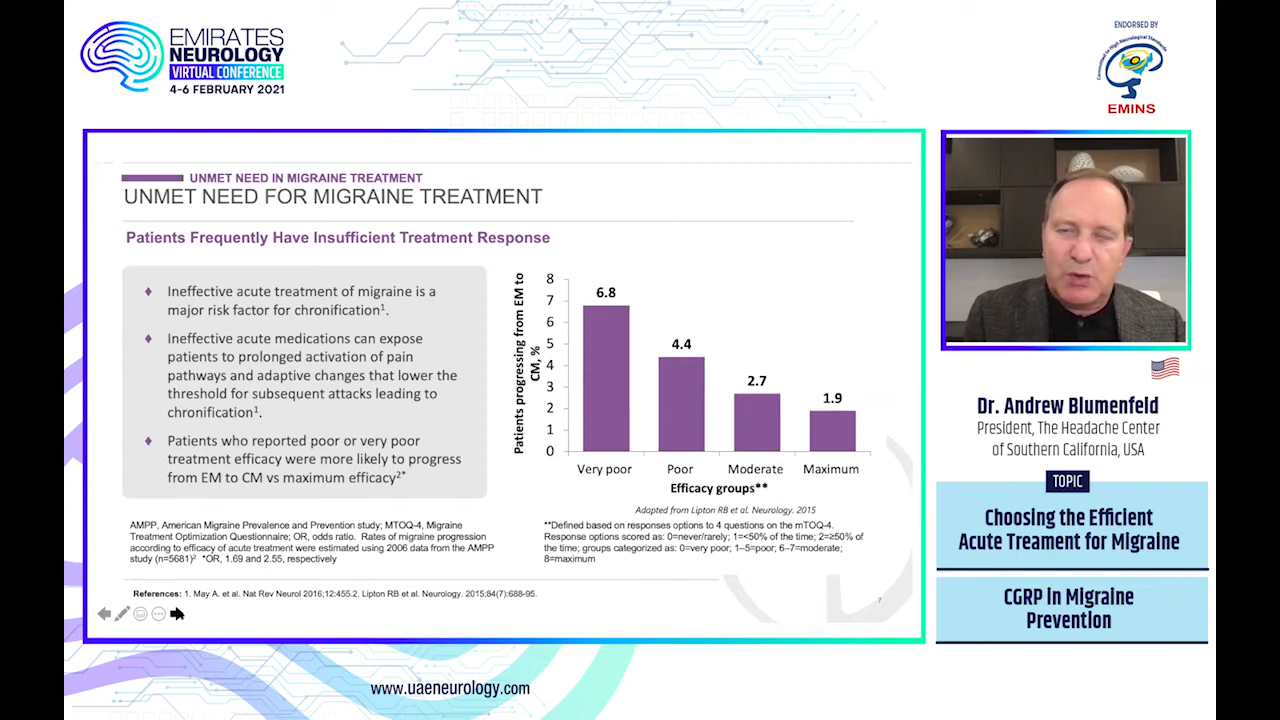 EMIRATES
NEUROLOGY
VIRTUAL CONFERENCE
4-6 FEBRUARY 2021
ENDORSED BY
Committed to High Neurological Standards
EMINS
UNMET NEED IN MIGRAINE TREATMENT
UNMET NEED FOR MIGRAINE TREATMENT
Patients Frequently Have Insufficient Treatment Response
♦ Ineffective acute treatment of migraine is a
major risk factor for chronification¹.
♦ Ineffective acute medications can expose
patients to prolonged activation of pain
pathways and adaptive changes that lower the
threshold for subsequent attacks leading to
chronification¹.
♦ Patients who reported poor or very poor
treatment efficacy were more likely to progress
from EM to CM vs maximum efficacy²*
Patients progressing from EM to
CM, %
8
7
6
5
4
3
2
1
0
6.8
4.4
2.7
1.9
Very poor Poor Moderate Maximum
Efficacy groups**
Adapted from Lipton RB et al. Neurology. 2015
AMPP, American Migraine Prevalence and Prevention study; MTOQ-4, Migraine
Treatment Optimization Questionnaire; OR, odds ratio. Rates of migraine progression
according to efficacy of acute treatment were estimated using 2006 data from the AMPP
study (n=5681)² *OR, 1.69 and 2.55, respectively
**Defined based on responses options to 4 questions on the mTOQ-4.
Response options scored as: 0=never/rarely; 1=<50% of the time; 2=≥50% of
the time; groups categorized as: 0=very poor; 1–5=poor; 6–7=moderate;
8=maximum
References: 1. May A. et al. Nat Rev Neurol 2016;12:455.2. Lipton RB et al. Neurology. 2015;84(7):688-95.
7
Dr. Andrew Blumenfeld
President, The Headache Center
of Southern California, USA
TOPIC
Choosing the Efficient
Acute Treament for Migraine
CGRP in Migraine
Prevention
www.uaeneurology.com